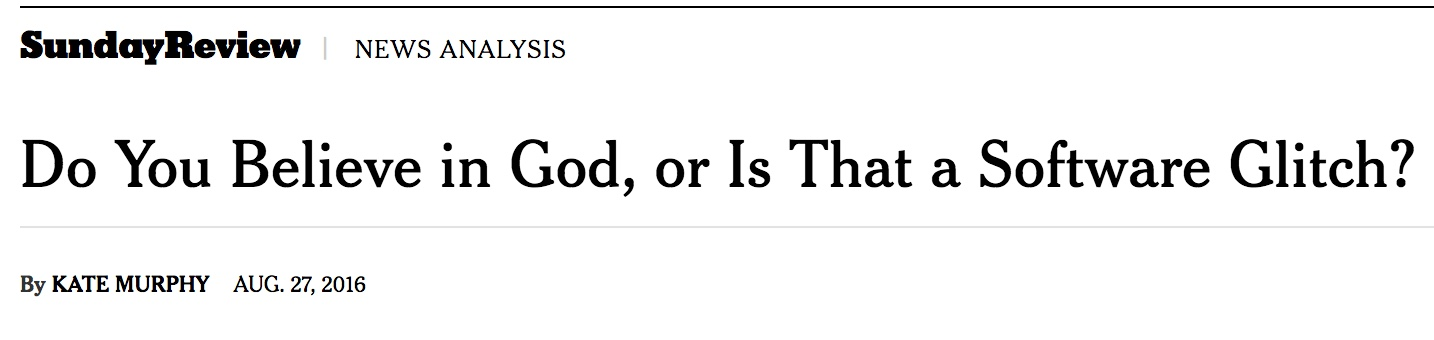 SundayReview | NEWS ANALYSIS
Do You Believe in God, or Is That a Software Glitch?
By KATE MURPHY AUG. 27, 2016